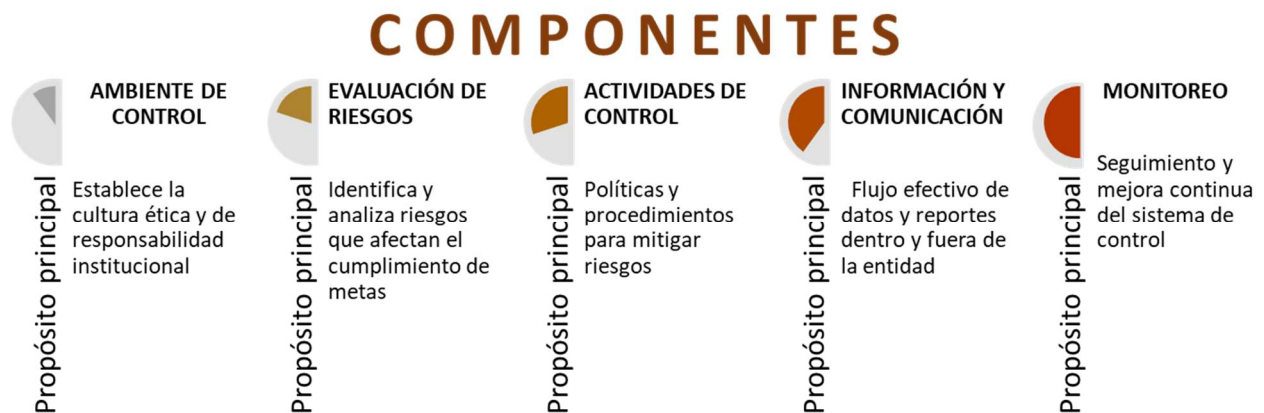 COMPONENTES
AMBIENTE DE
CONTROL
Propósito principal
Establece la
cultura ética y de
responsabilidad
institucional
EVALUACIÓN DE
RIESGOS
Propósito principal
Identifica y
analiza riesgos
que afectan el
cumplimiento de
metas
ACTIVIDADES DE
CONTROL
Propósito principal
Políticas y
procedimientos
para mitigar
riesgos
INFORMACIÓN Y
COMUNICACIÓN
Propósito principal
Flujo efectivo de
datos y reportes
dentro y fuera de
la entidad
MONITOREO
Propósito principal
Seguimiento y
mejora continua
del sistema de
control